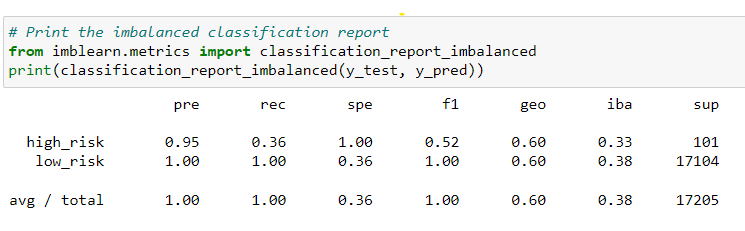 # Print the imbalanced classification report
from imblearn.metrics import classification_report_imbalanced
print(classification_report_imbalanced(y_test, y_pred))
pre rec spe f1 geo iba sup
high_risk 0.95 0.36 1.00 0.52 0.60 0.33 101
low_risk 1.00 1.00 0.36 1.00 0.60 0.38 17104
avg / total 1.00 1.00 0.36 1.00 0.60 0.38 17205